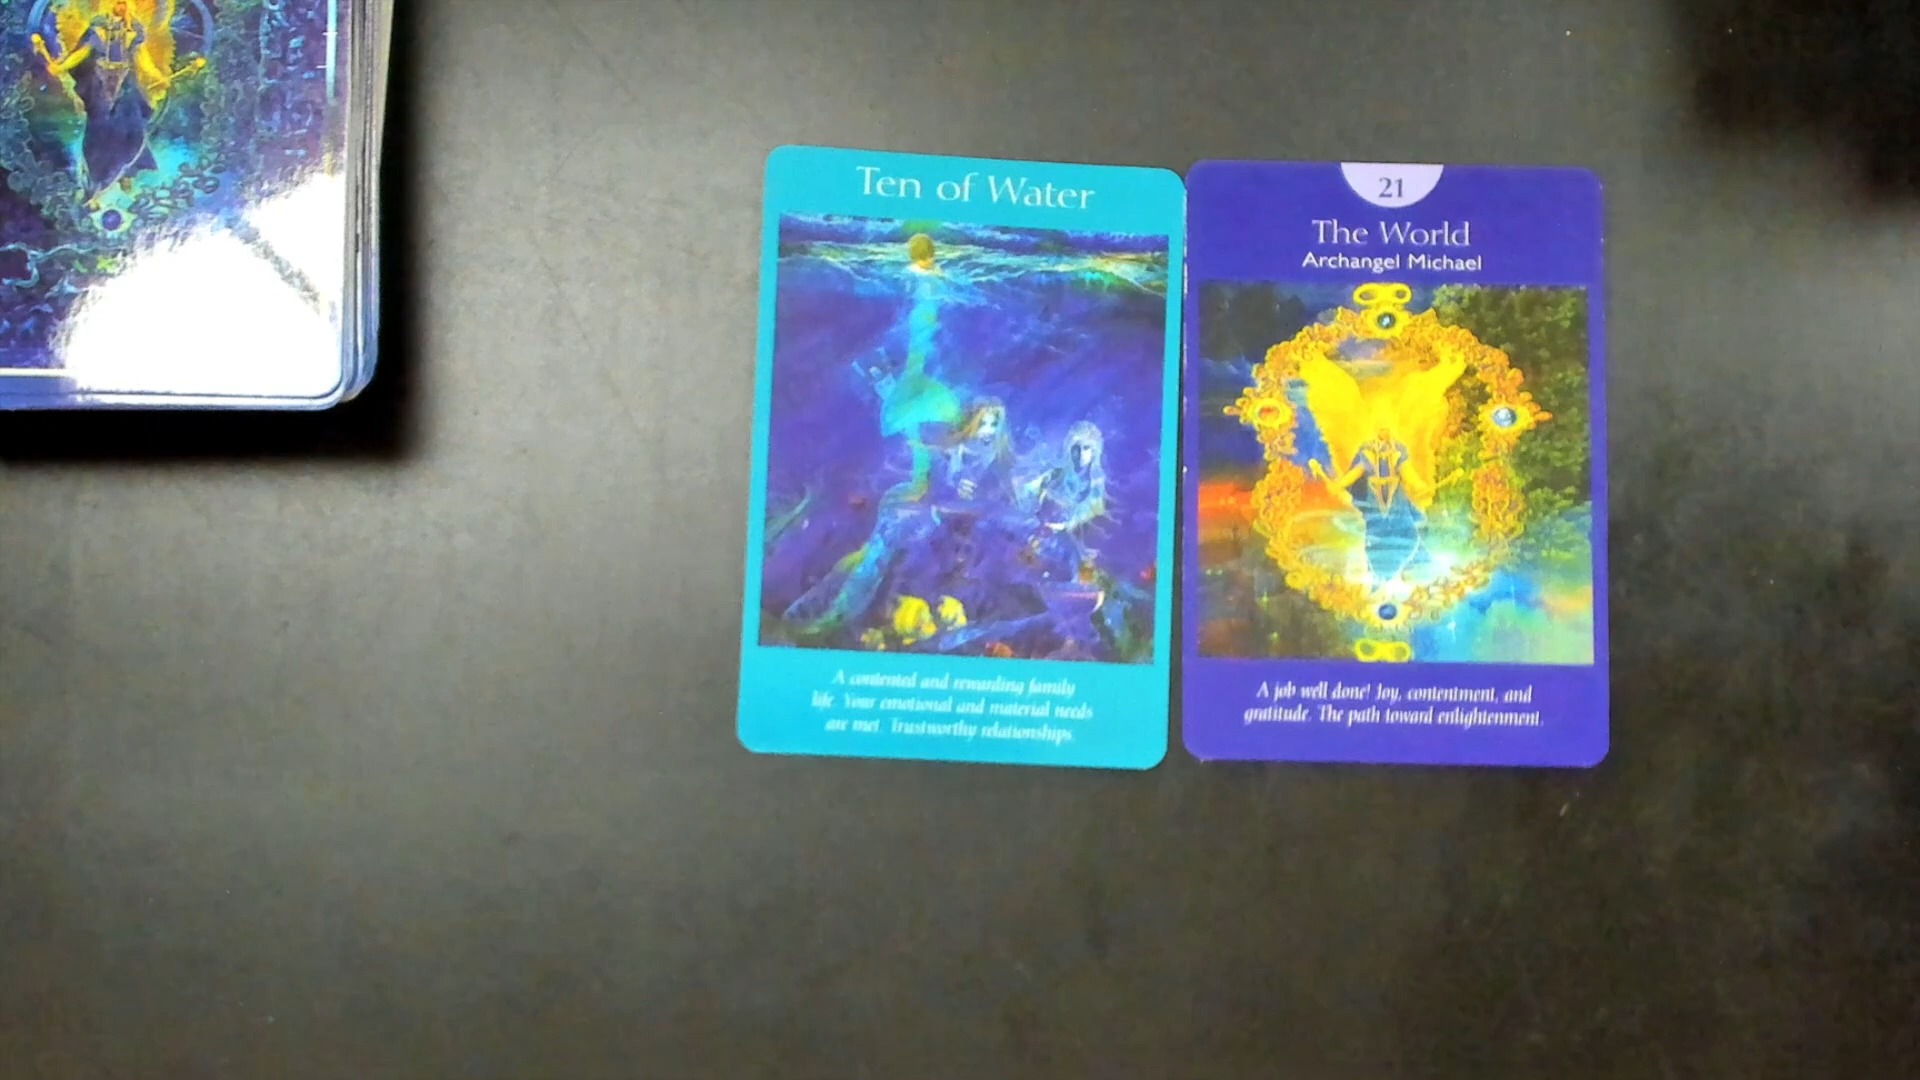 Ten of Water
A contented and rewarding family
life. Your emotional and material needs
are met. Trustworthy relationships.
21
The World
Archangel Michael
A job well done! Joy, contentment, and
gratitude. The path toward enlightenment.